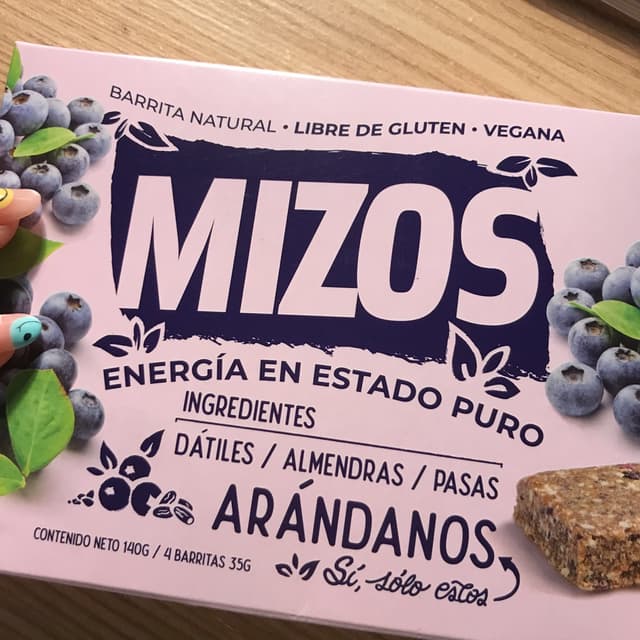 BARRITA NATURAL • LIBRE DE GLUTEN • VEGANA
MIZOS
ENERGÍA EN ESTADO PURO
INGREDIENTES
DÁTILES / ALMENDRAS / PASAS
ARÁNDANOS
Sí, sólo estos
CONTENIDO NETO 140G / 4 BARRITAS 35G